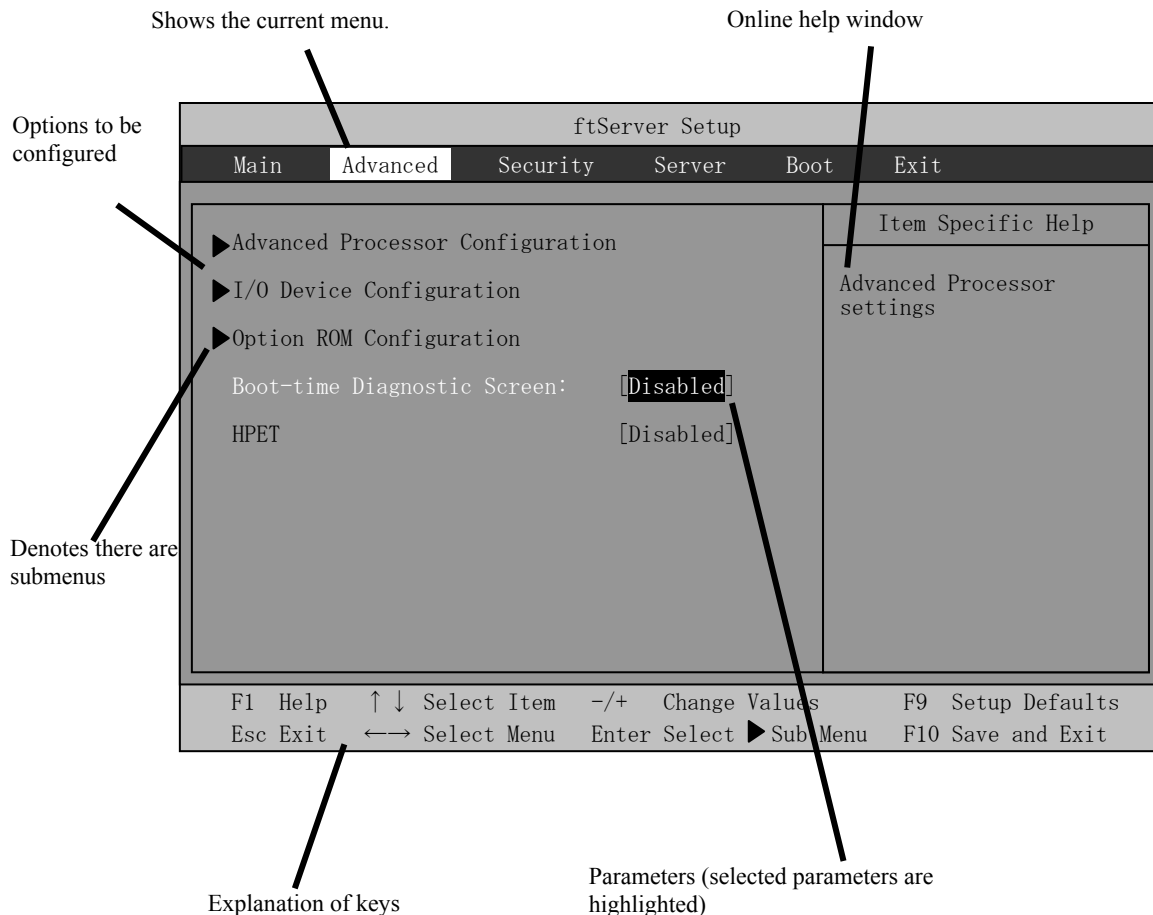 Shows the current menu.
Online help window
Options to be
configured
ftServer Setup
Main Advanced Security Server Boot Exit
Item Specific Help
▶Advanced Processor Configuration
▶I/O Device Configuration
▶Option ROM Configuration
Boot-time Diagnostic Screen: [Disabled]
HPET [Disabled]
Advanced Processor
settings
Denotes there are
submenus
F1 Help ↑↓ Select Item -/+ Change Values F9 Setup Defaults
Esc Exit ←→ Select Menu Enter Select ▶Sub Menu F10 Save and Exit
Explanation of keys
Parameters (selected parameters are
highlighted)